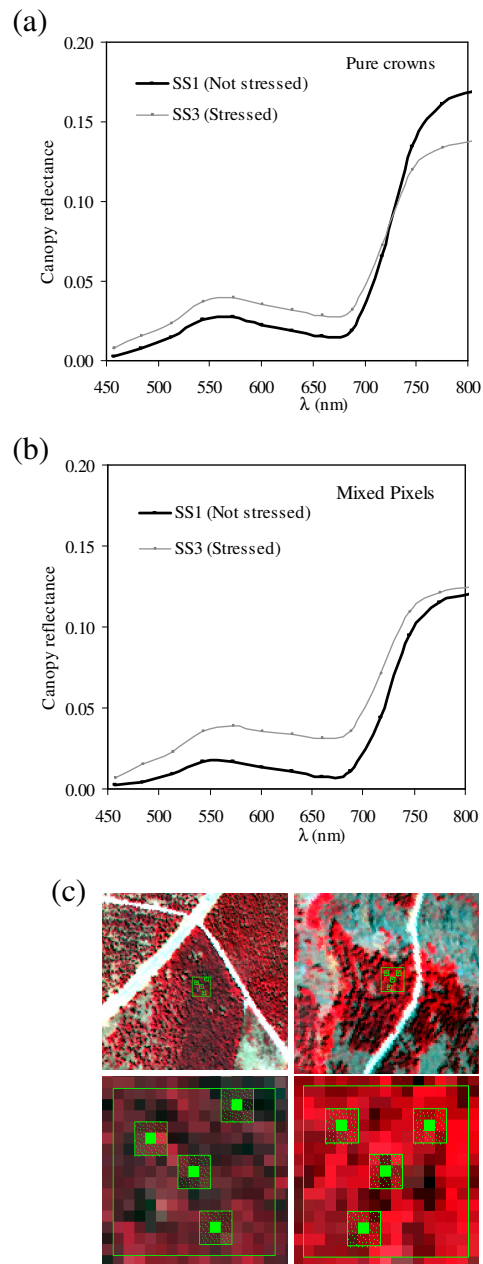 (a)
0.20
0.15
0.10
0.05
0.00
Canopy reflectance
Pure crowns
SS1 (Not stressed)
SS3 (Stressed)
450 500 550 600 650 700 750 800
λ (nm)
(b)
0.20
0.15
0.10
0.05
0.00
Canopy reflectance
Mixed Pixels
SS1 (Not stressed)
SS3 (Stressed)
450 500 550 600 650 700 750 800
λ (nm)
(c)